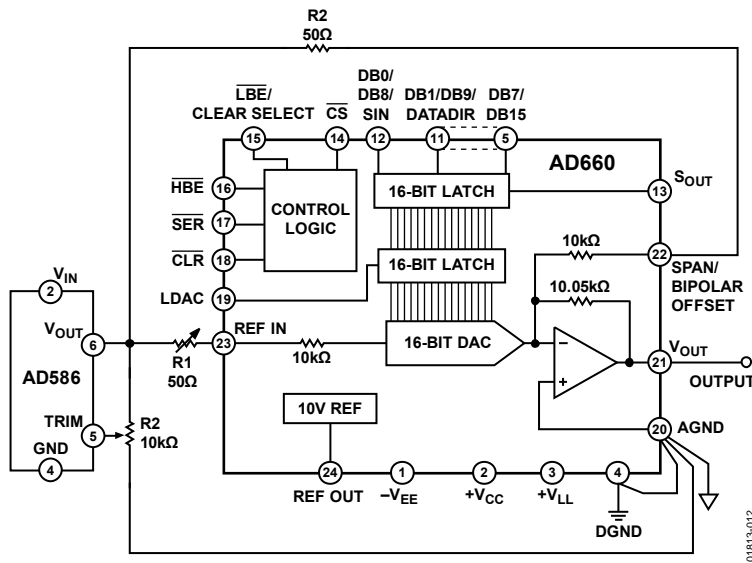 R2
50Ω
LBE/
CLEAR SELECT
CS
DB0/
DB8/
SIN
DB1/DB9/
DATADIR
DB7/
DB15
15
14
12
11
5
AD660
HBE
16
SER
17
CLR
18
LDAC
19
CONTROL
LOGIC
16-BIT LATCH
13
SOUT
16-BIT LATCH
10kΩ
22
SPAN/
BIPOLAR
OFFSET
10.05kΩ
2
VIN
VOUT
6
AD586
TRIM
5
GND
4
R1
50Ω
23
REF IN
10kΩ
16-BIT DAC
−
+
VOUT
21
OUTPUT
R2
10kΩ
10V REF
20
AGND
24
REF OUT
1
−VEE
2
+VCC
3
+VLL
4
DGND
01813-012